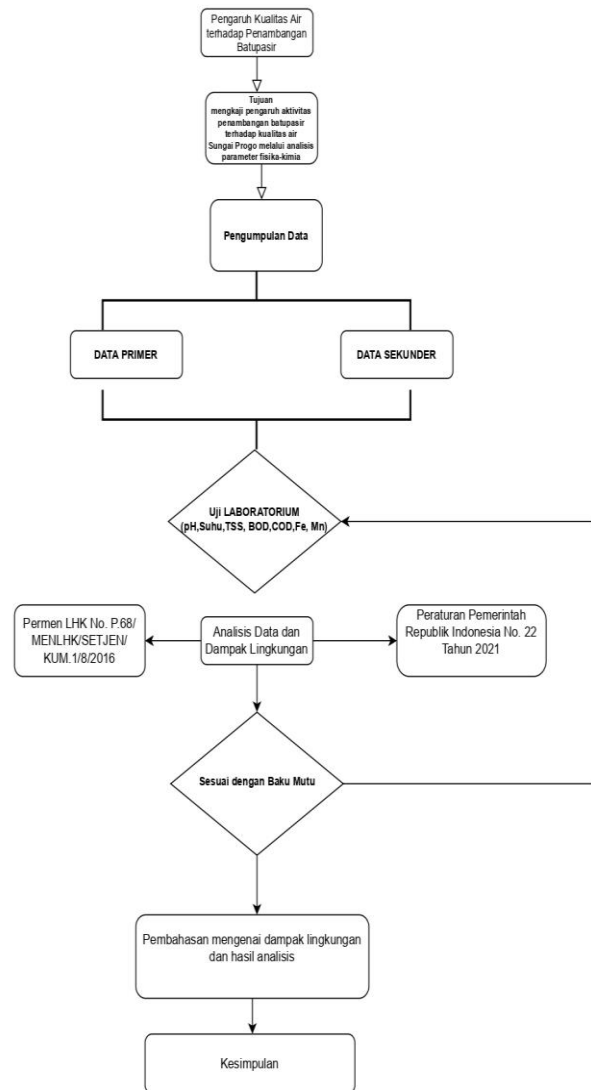 Pengaruh Kualitas Air
terhadap Penambangan
Batupasir
Tujuan
mengkaji pengaruh aktivitas
penambangan batupasir
terhadap kualitas air
Sungai Progo melalui analisis
parameter fisika-kimia
Pengumpulan Data
DATA PRIMER
DATA SEKUNDER
Uji LABORATORIUM
(pH,Suhu,TSS, BOD,COD,Fe, Mn)
Permen LHK No. P.68/
MENLHK/SETJEN/
KUM.1/8/2016
Analisis Data dan
Dampak Lingkungan
Peraturan Pemerintah
Republik Indonesia No. 22
Tahun 2021
Sesuai dengan Baku Mutu
Pembahasan mengenai dampak lingkungan
dan hasil analisis
Kesimpulan